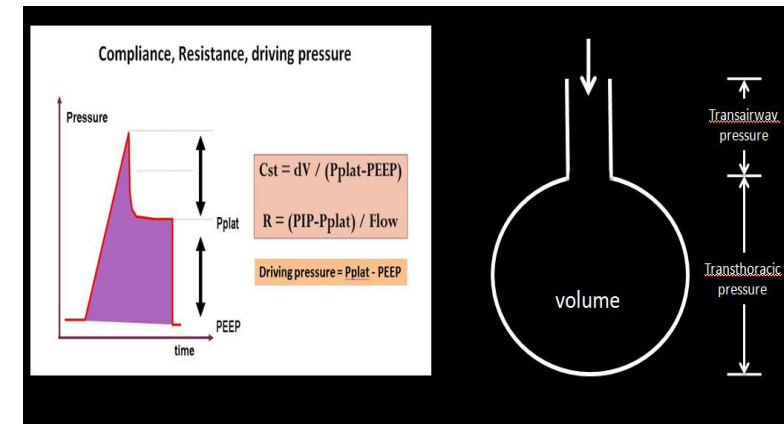 Compliance, Resistance, driving pressure
Pressure
Cst = dV / (Pplat-PEEP)
R = (PIP-Pplat) / Flow
Pplat
Driving pressure = Pplat - PEEP
PEEP
time
Transairway
pressure
Transthoracic
pressure
volume